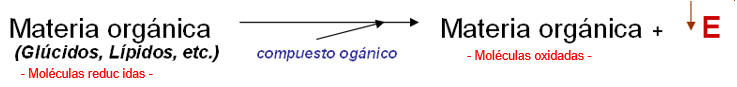 Materia orgánica
(Glúcidos, Lípidos, etc.)
- Moléculas reduc idas -
compuesto ogánico
Materia orgánica + E
- Moléculas oxidadas -